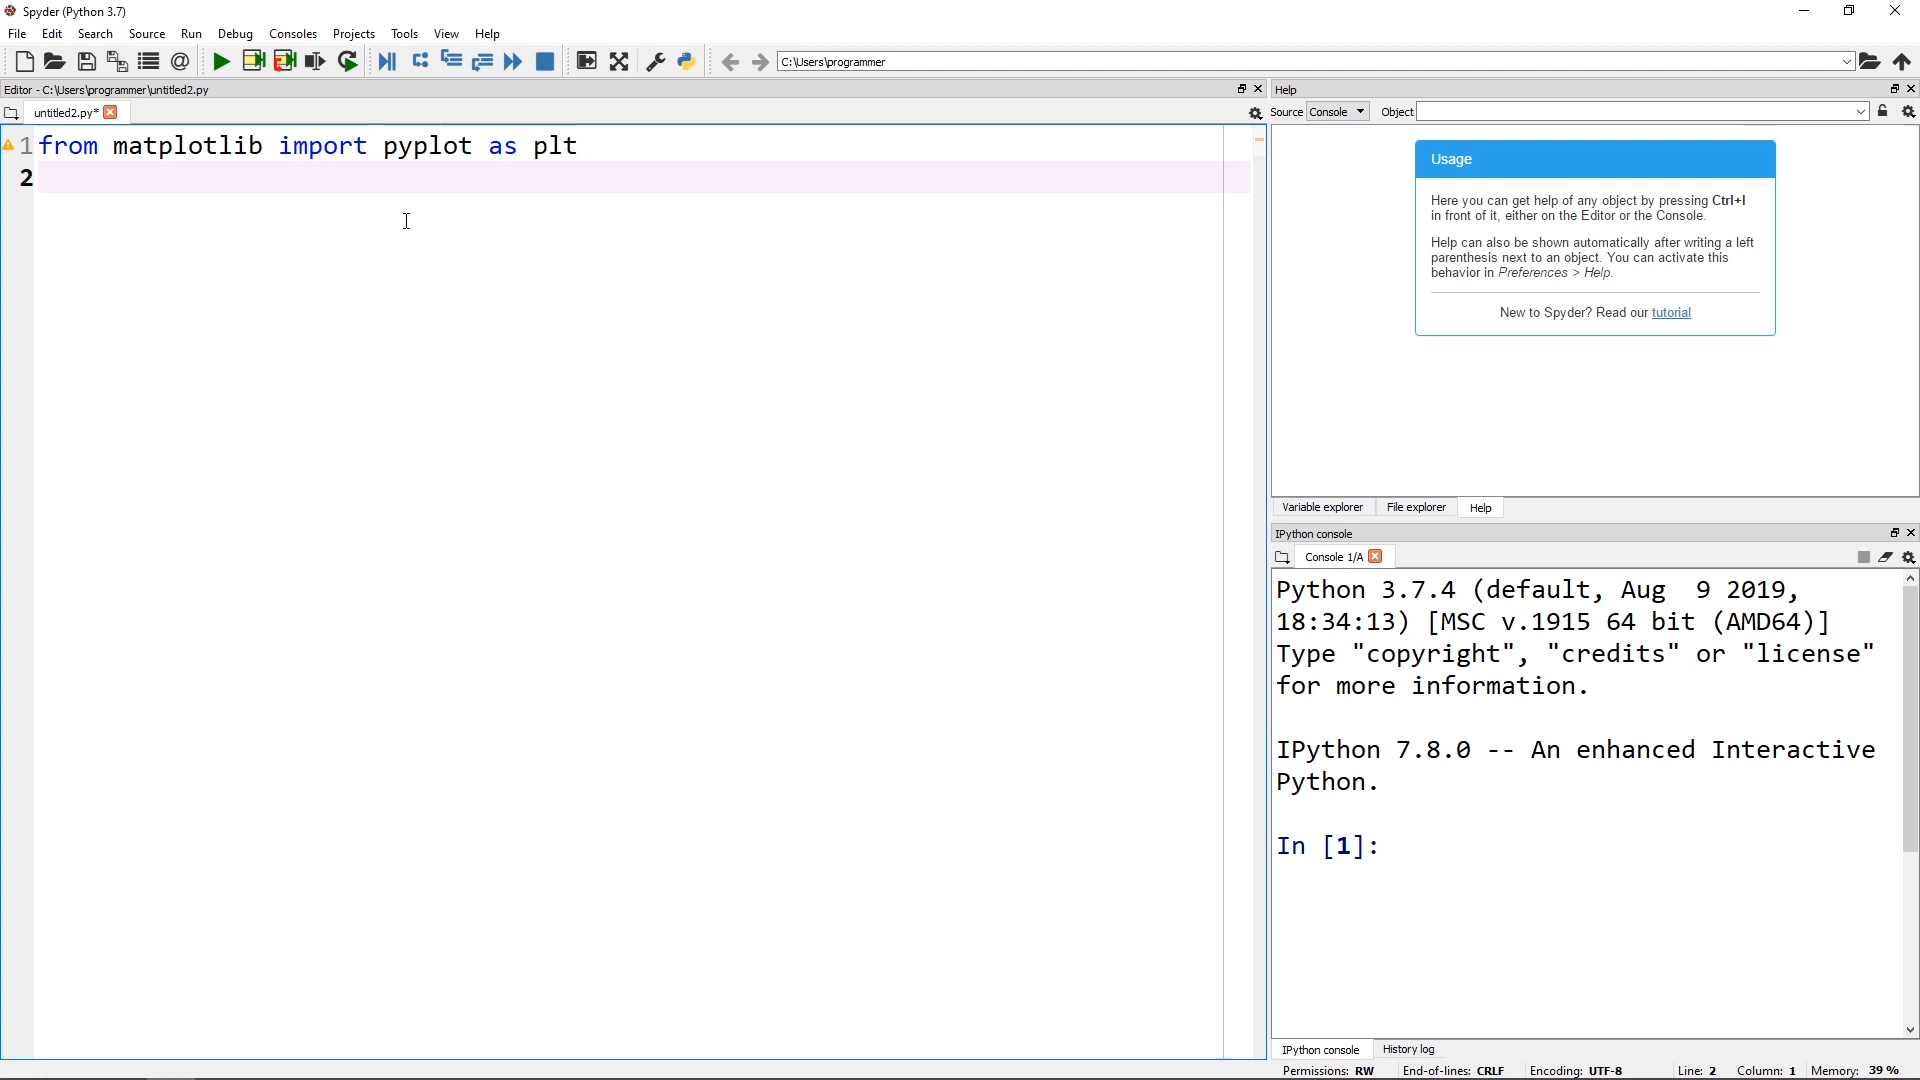 Spyder (Python 3.7)
File Edit Search Source Run Debug Consoles Projects Tools View Help
C:\Users\programmer
Editor - C:\Users\programmer\untitled2.py
untitled2.py*
1 from matplotlib import pyplot as plt
2
Help
Source Console Object
Usage
Here you can get help of any object by pressing Ctrl+I
in front of it, either on the Editor or the Console.
Help can also be shown automatically after writing a left
parenthesis next to an object. You can activate this
behavior in Preferences > Help.
New to Spyder? Read our tutorial
Variable explorer File explorer Help
IPython console
Console 1/A
Python 3.7.4 (default, Aug  9 2019,
18:34:13) [MSC v.1915 64 bit (AMD64)]
Type "copyright", "credits" or "license"
for more information.
IPython 7.8.0 -- An enhanced Interactive
Python.
In [1]:
IPython console History log
Permissions: RW End-of-lines: CRLF Encoding: UTF-8 Line: 2 Column: 1 Memory: 39 %